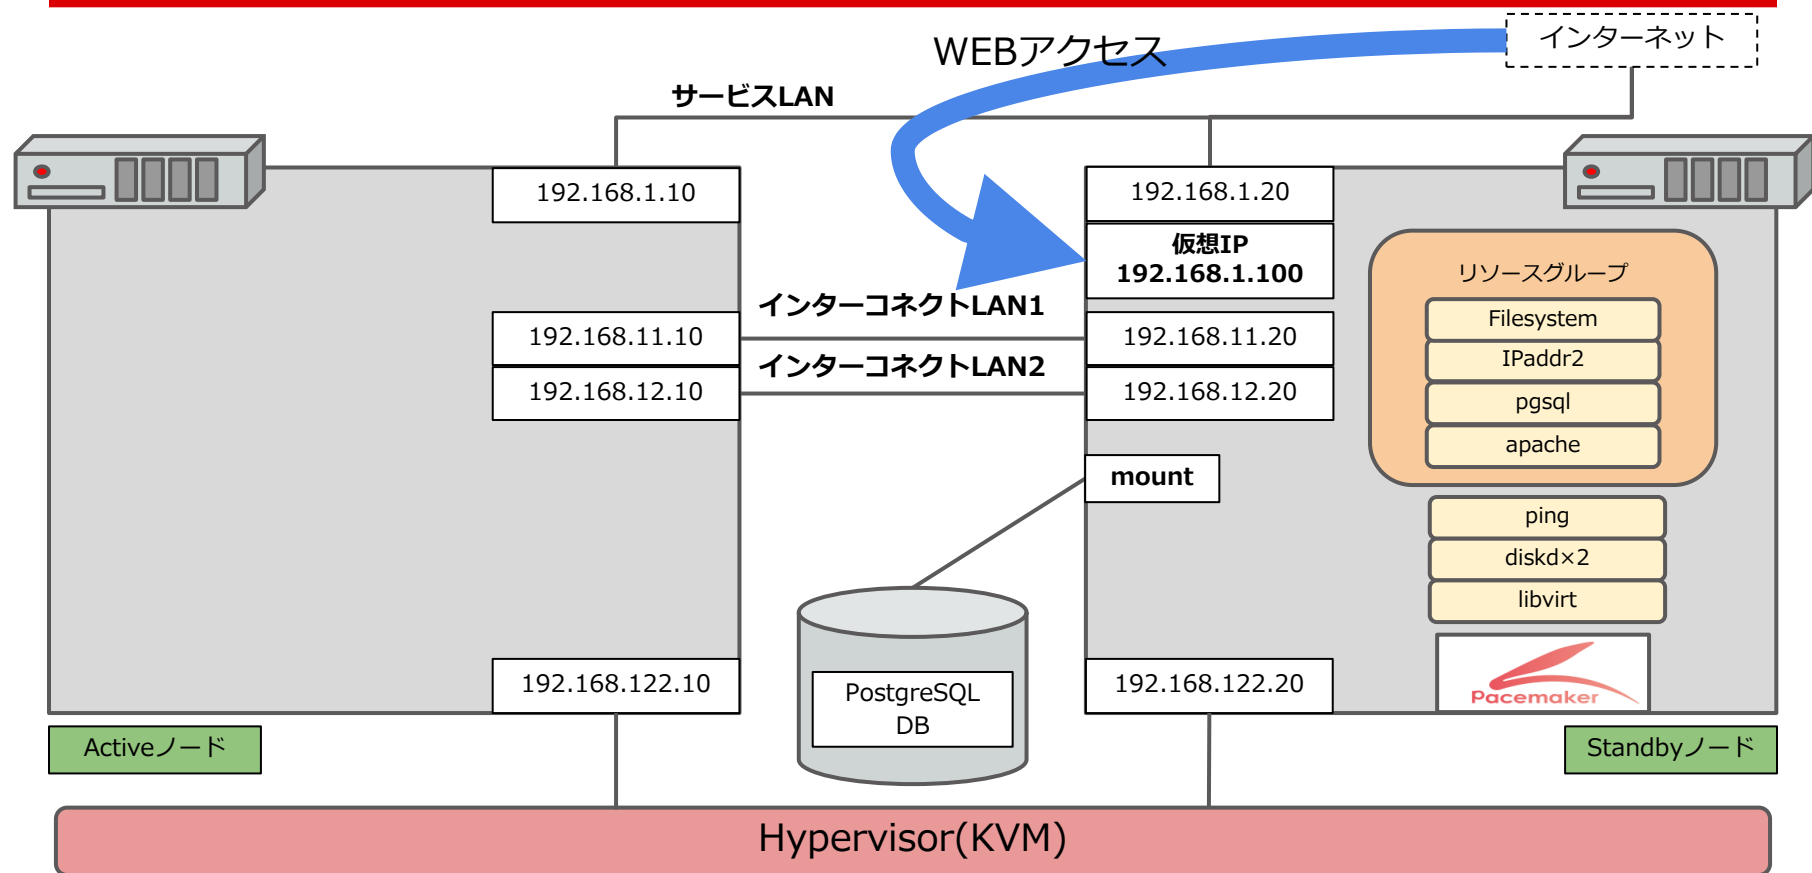 インターネット
WEBアクセス
サービスLAN
192.168.1.10
192.168.1.20
仮想IP
192.168.1.100
リソースグループ
Filesystem
IPaddr2
pgsql
apache
インターコネクトLAN1
192.168.11.10
192.168.11.20
インターコネクトLAN2
192.168.12.10
192.168.12.20
mount
ping
diskd×2
libvirt
192.168.122.10
PostgreSQL
DB
192.168.122.20
Pacemaker
Activeノード
Standbyノード
Hypervisor(KVM)